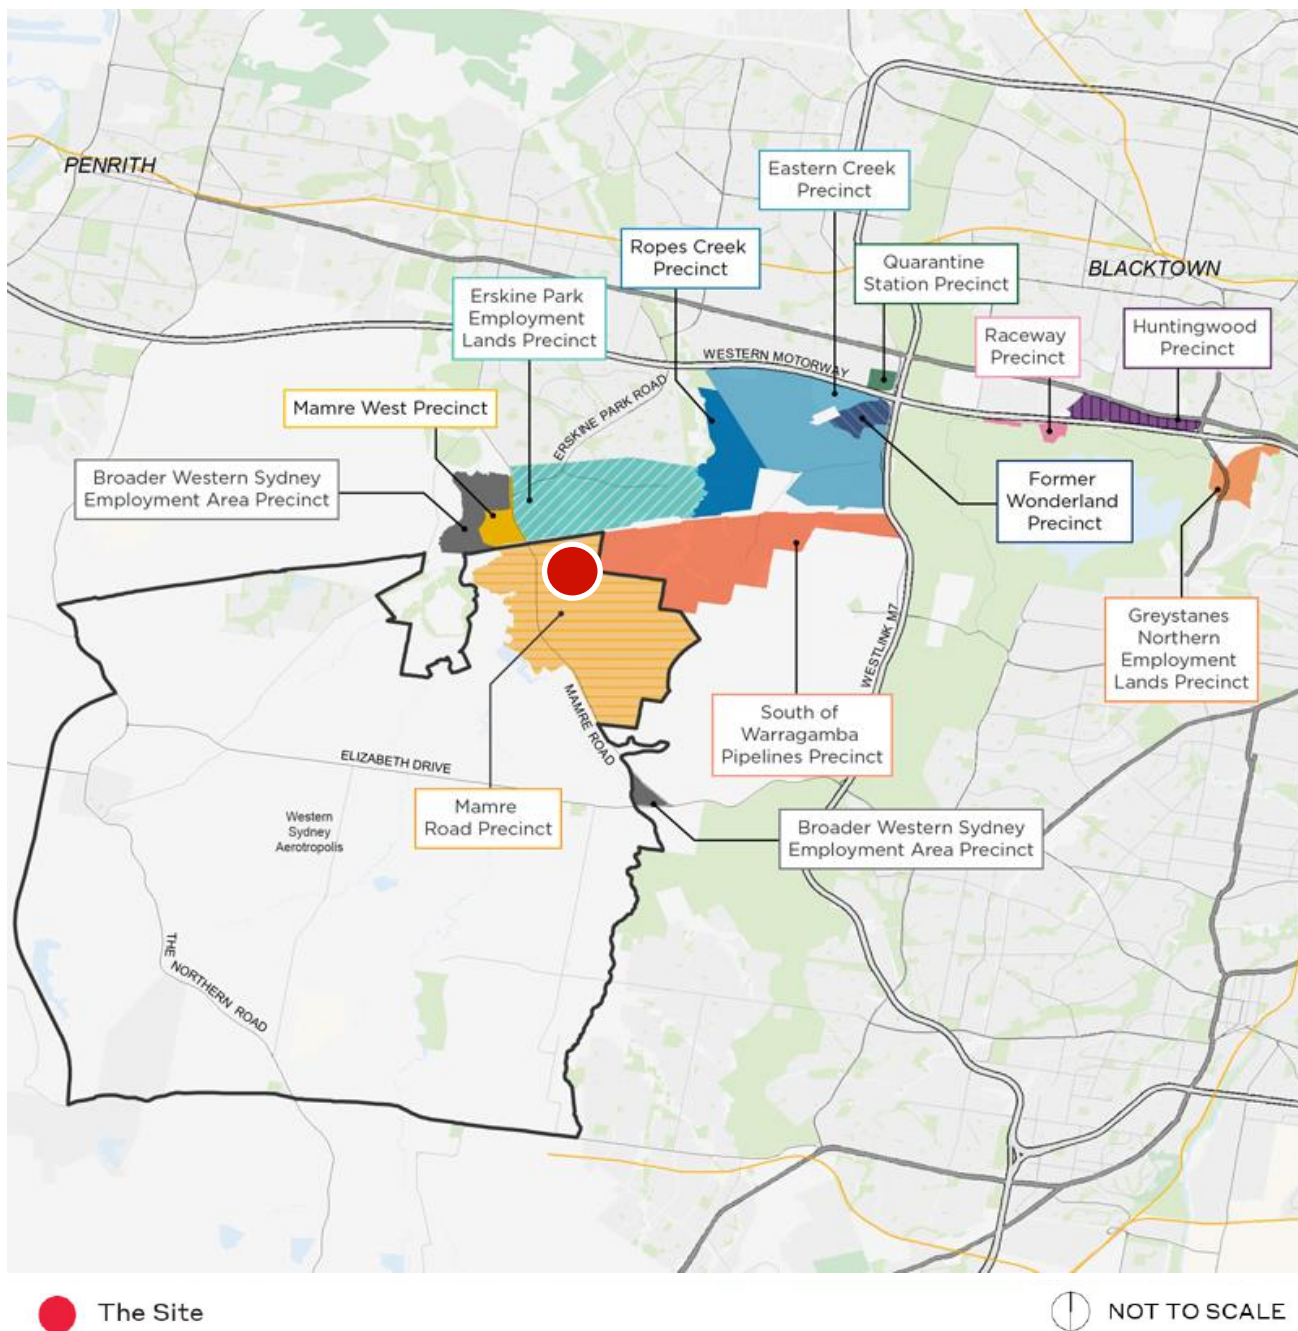 PENRITH
Eastern Creek
Precinct
Ropes Creek
Precinct
Quarantine
Station Precinct
BLACKTOWN
Erskine Park
Employment
Lands Precinct
Raceway
Precinct
Huntingwood
Precinct
WESTERN MOTORWAY
ERSKINE PARK ROAD
Mamre West Precinct
Broader Western Sydney
Employment Area Precinct
Former
Wonderland
Precinct
Greystanes
Northern
Employment
Lands Precinct
WESTLINK M7
MAMRE ROAD
South of
Warragamba
Pipelines Precinct
ELIZABETH DRIVE
Mamre
Road Precinct
Western
Sydney
Aerotropolis
Broader Western Sydney
Employment Area Precinct
THE NORTHERN ROAD
The Site
NOT TO SCALE